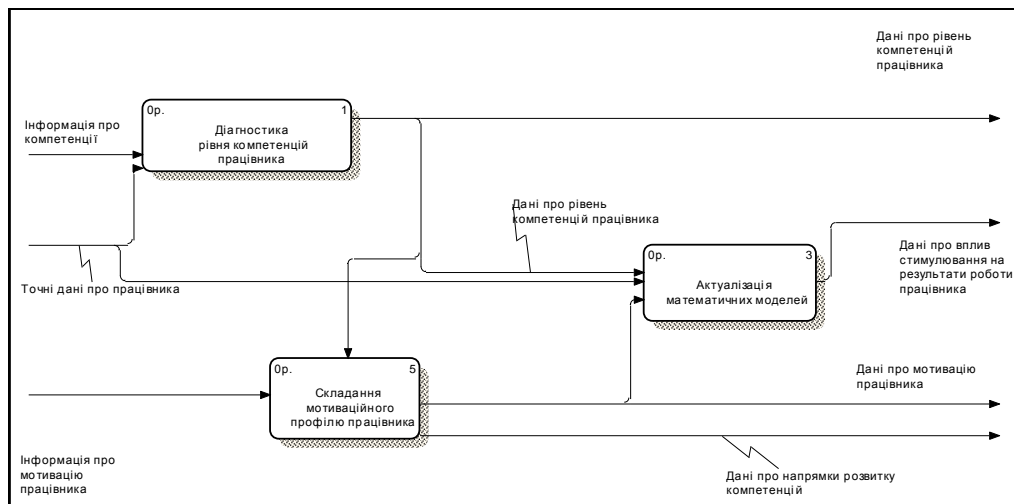 Дані про рівень
компетенцій
працівника
0р. 1
Діагностика
рівня компетенцій
працівника
Інформація про
компетенції
Дані про рівень
компетенцій працівника
Точні дані про працівника
0р. 3
Актуалізація
математичних моделей
Дані про вплив
стимулювання на
результати роботи
працівника
0р. 5
Складання
мотиваційного
профілю працівника
Дані про мотивацію
працівника
Інформація про
мотивацію
працівника
Дані про напрямки розвитку
компетенцій